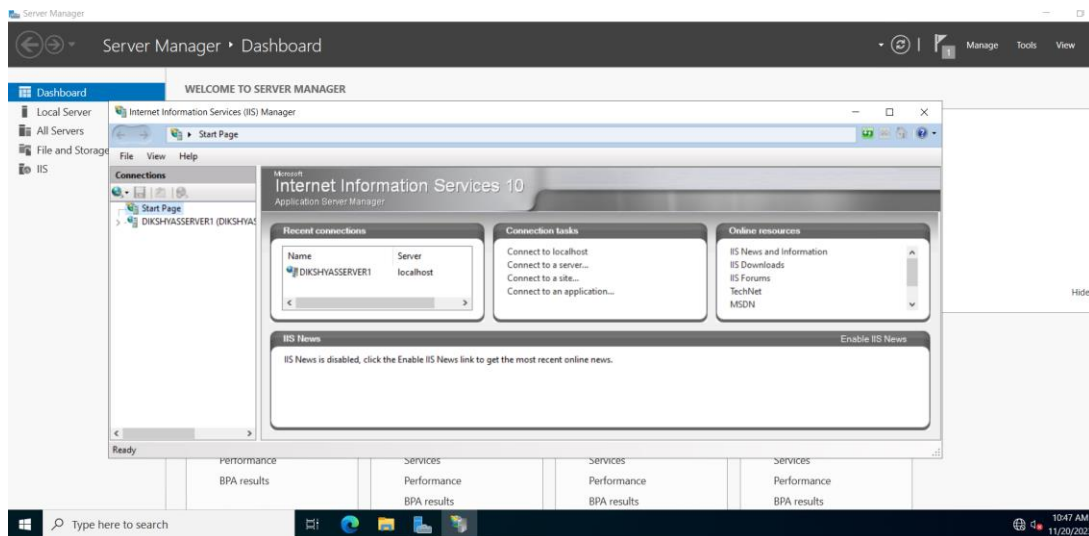 Server Manager
Server Manager ‣ Dashboard
1
Manage Tools View
Dashboard
Local Server
All Servers
File and Storage
IIS
WELCOME TO SERVER MANAGER
Internet Information Services (IIS) Manager
Start Page
File View Help
Connections
Start Page
DIKSHYASSERVER1 (DIKSHYAS
Microsoft
Internet Information Services 10
Application Server Manager
Recent connections
Name Server
DIKSHYASSERVER1 localhost
Connection tasks
Connect to localhost
Connect to a server...
Connect to a site...
Connect to an application...
Online resources
IIS News and Information
IIS Downloads
IIS Forums
TechNet
MSDN
Hide
IIS News
Enable IIS News
IIS News is disabled, click the Enable IIS News link to get the most recent online news.
Ready
Performance Services Services Services
BPA results Performance Performance Performance
BPA results BPA results BPA results
Type here to search
10:47 AM
11/20/202